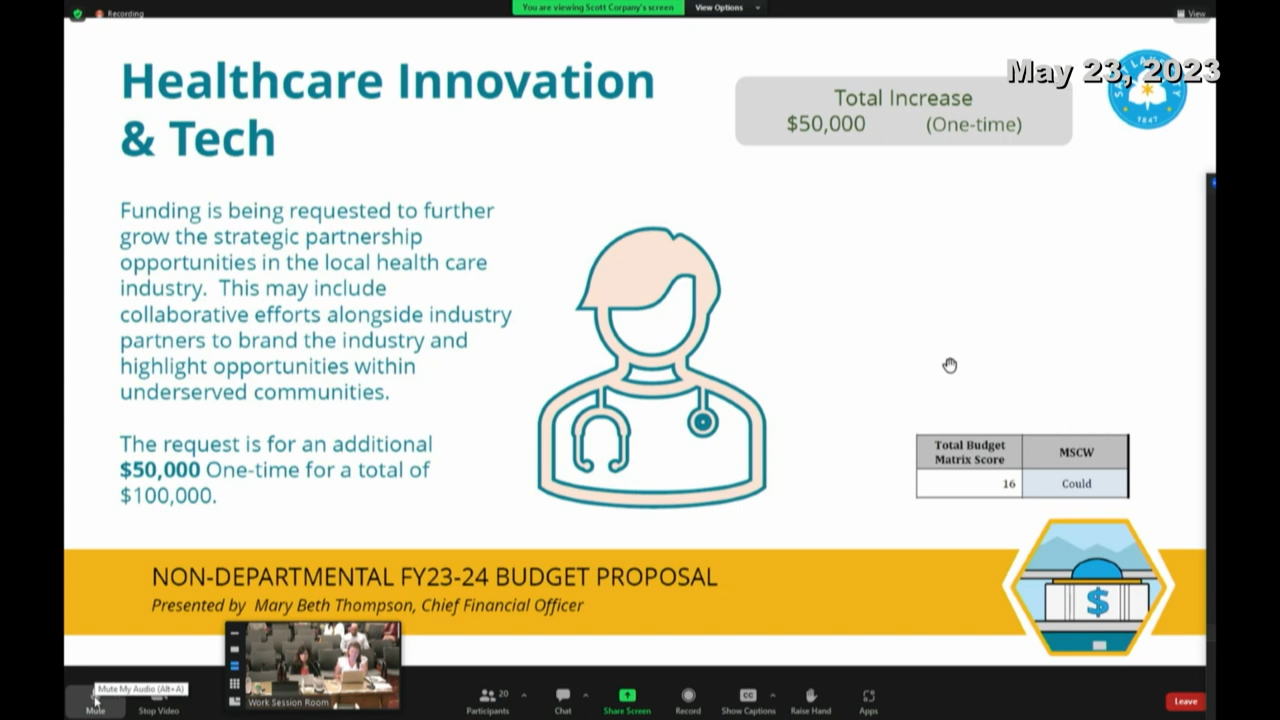 Recording
You are viewing Scott Corpany's screen
View Options
View
Healthcare Innovation
& Tech
Total Increase
$50,000 (One-time)
May 23, 2023
1847
Funding is being requested to further
grow the strategic partnership
opportunities in the local health care
industry. This may include
collaborative efforts alongside industry
partners to brand the industry and
highlight opportunities within
underserved communities.
The request is for an additional
$50,000 One-time for a total of
$100,000.
Total Budget
Matrix Score
MSCW
16
Could
NON-DEPARTMENTAL FY23-24 BUDGET PROPOSAL
Presented by Mary Beth Thompson, Chief Financial Officer
$
Work Session Room
Mute My Audio (Alt+A)
Mute
Stop Video
20
Participants
Chat
Share Screen
Record
CC
Show Captions
Raise Hand
Apps
Leave